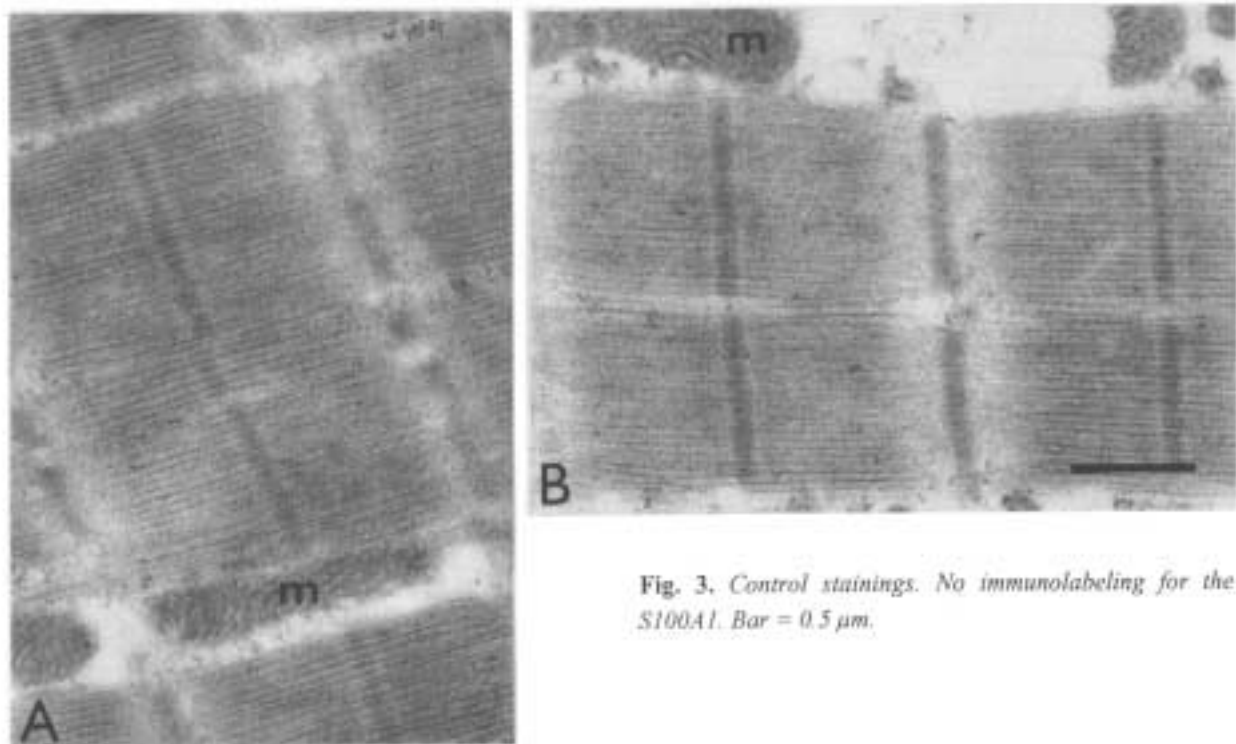 m
m
A
B
Fig. 3. Control stainings. No immunolabeling for the
S100A1. Bar = 0.5 μm.